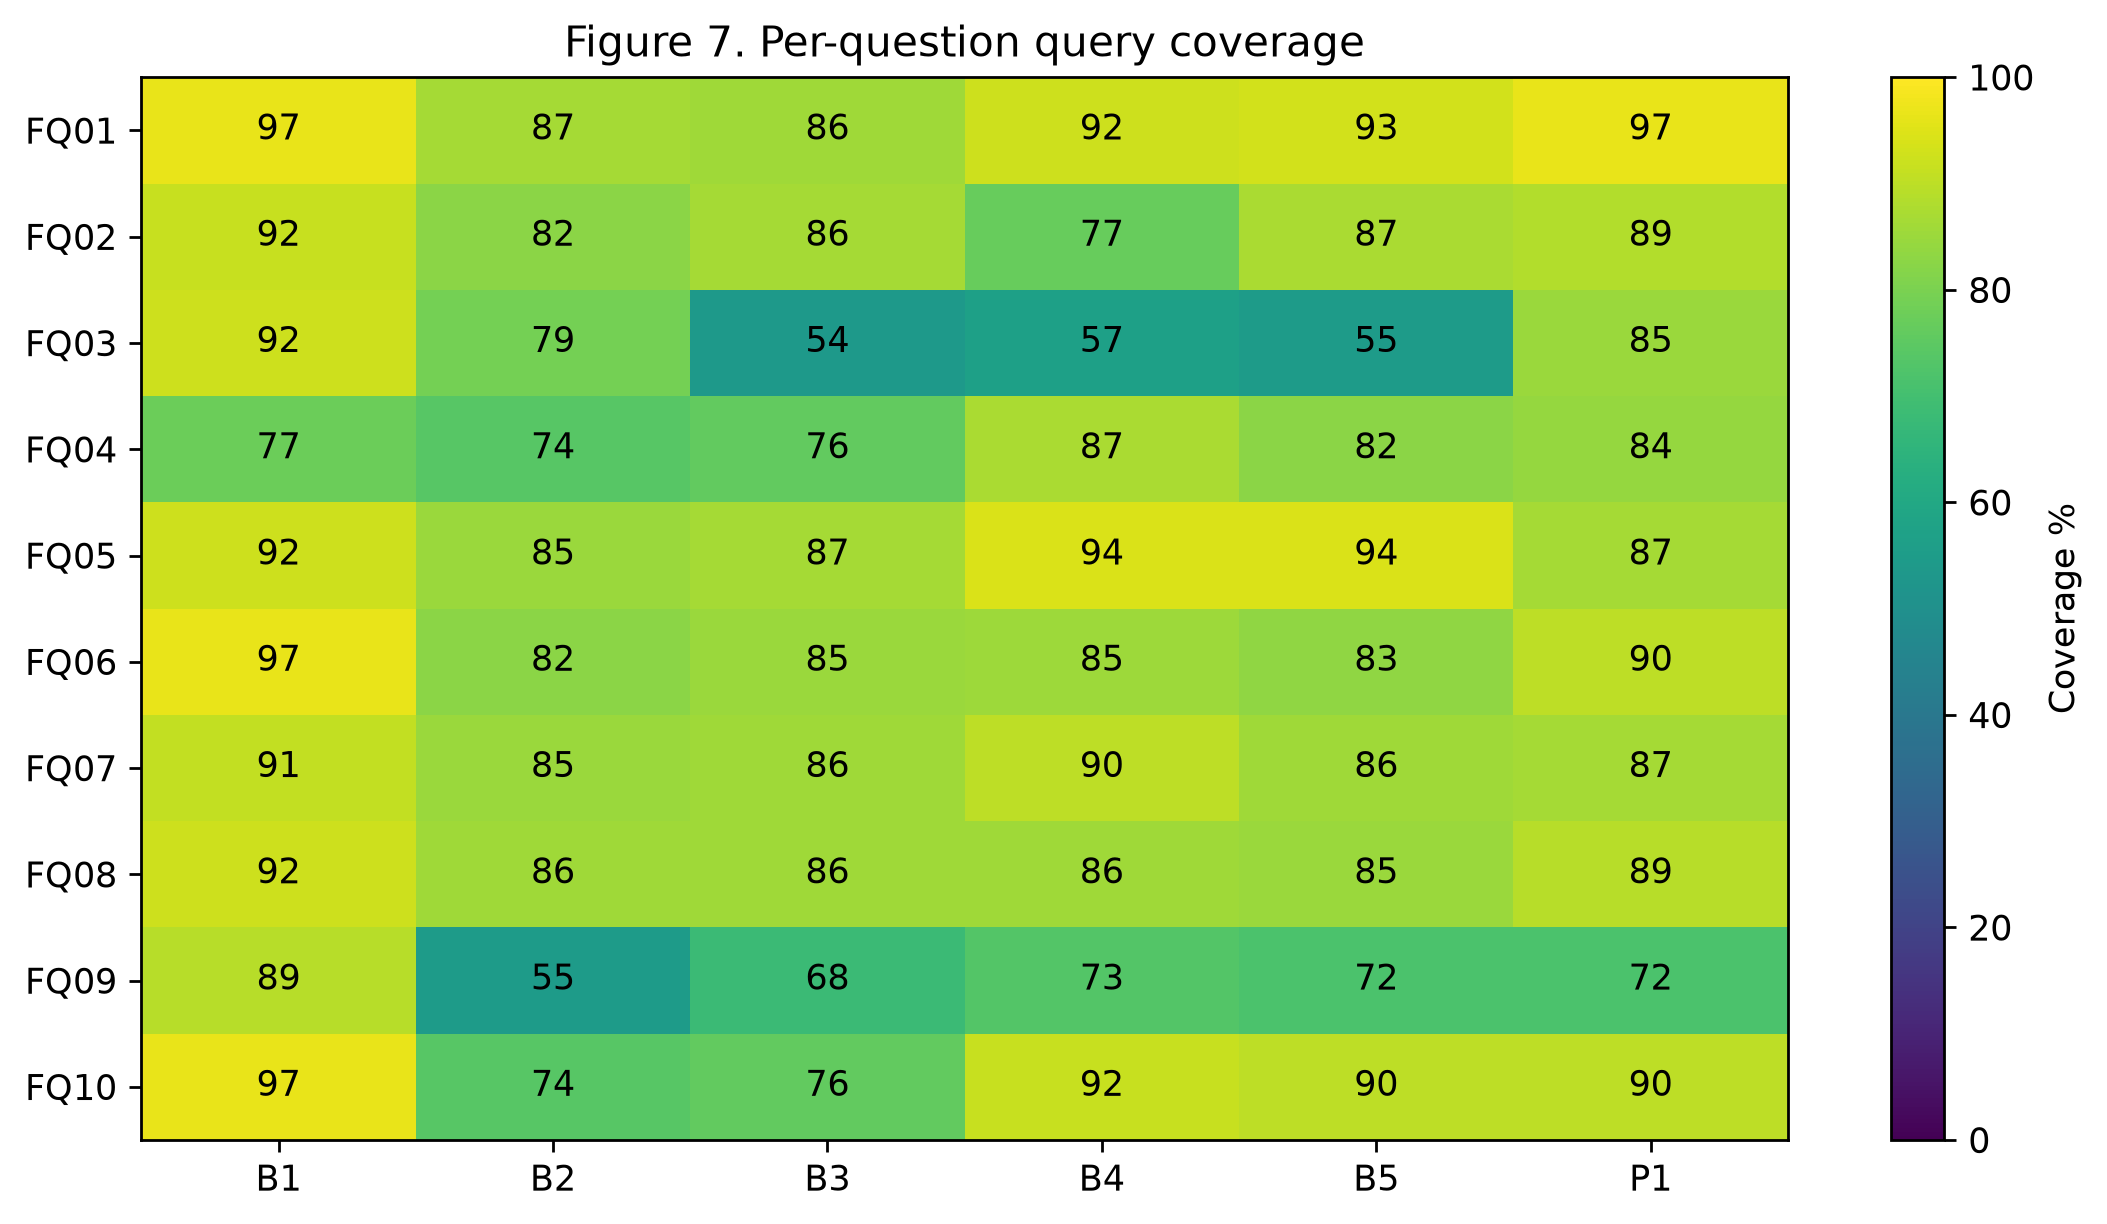 Figure 7. Per-question query coverage
FQ01 97 87 86 92 93 97
FQ02 92 82 86 77 87 89
FQ03 92 79 54 57 55 85
FQ04 77 74 76 87 82 84
FQ05 92 85 87 94 94 87
FQ06 97 82 85 85 83 90
FQ07 91 85 86 90 86 87
FQ08 92 86 86 86 85 89
FQ09 89 55 68 73 72 72
FQ10 97 74 76 92 90 90
B1 B2 B3 B4 B5 P1
100
80
60
40
20
0
Coverage %